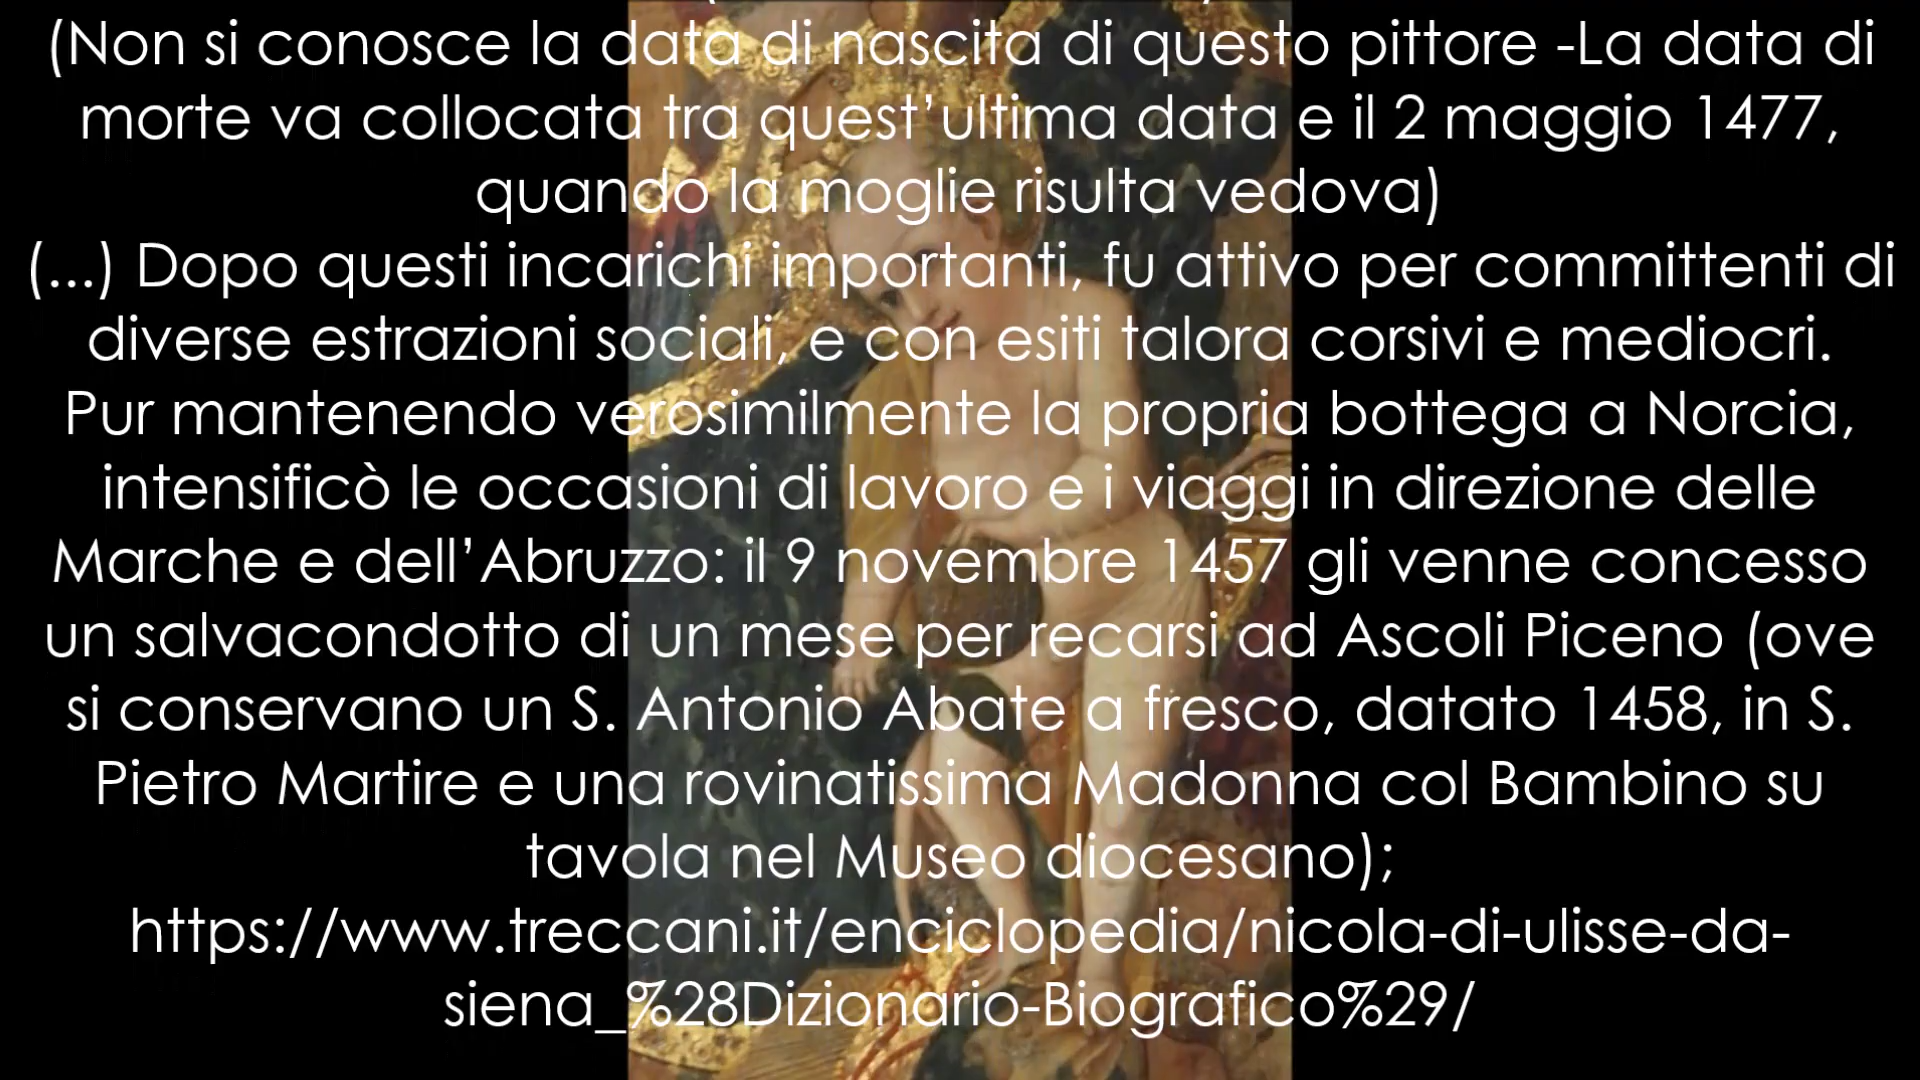 (Non si conosce la data di nascita di questo pittore -La data di
morte va collocata tra quest’ultima data e il 2 maggio 1477,
quando la moglie risulta vedova)
(...) Dopo questi incarichi importanti, fu attivo per committenti di
diverse estrazioni sociali, e con esiti talora corsivi e mediocri.
Pur mantenendo verosimilmente la propria bottega a Norcia,
intensificò le occasioni di lavoro e i viaggi in direzione delle
Marche e dell’Abruzzo: il 9 novembre 1457 gli venne concesso
un salvacondotto di un mese per recarsi ad Ascoli Piceno (ove
si conservano un S. Antonio Abate a fresco, datato 1458, in S.
Pietro Martire e una rovinatissima Madonna col Bambino su
tavola nel Museo diocesano);
https://www.treccani.it/enciclopedia/nicola-di-ulisse-da-
siena_%28Dizionario-Biografico%29/